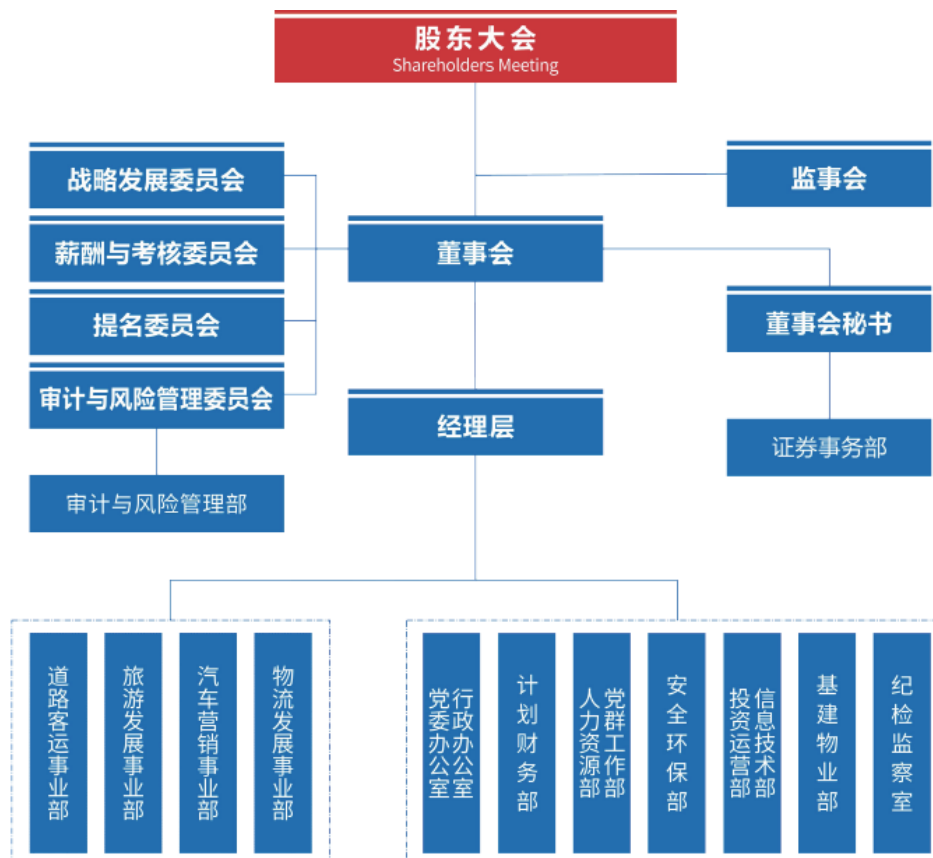 股东大会
Shareholders Meeting
战略发展委员会
监事会
薪酬与考核委员会
董事会
提名委员会
董事会秘书
审计与风险管理委员会
经理层
证券事务部
审计与风险管理部
道路客运事业部
旅游发展事业部
汽车营销事业部
物流发展事业部
党委办公室
行政办公室
计划财务部
人力资源部
党群工作部
安全环保部
投资运营部
信息技术部
基建物业部
纪检监察室